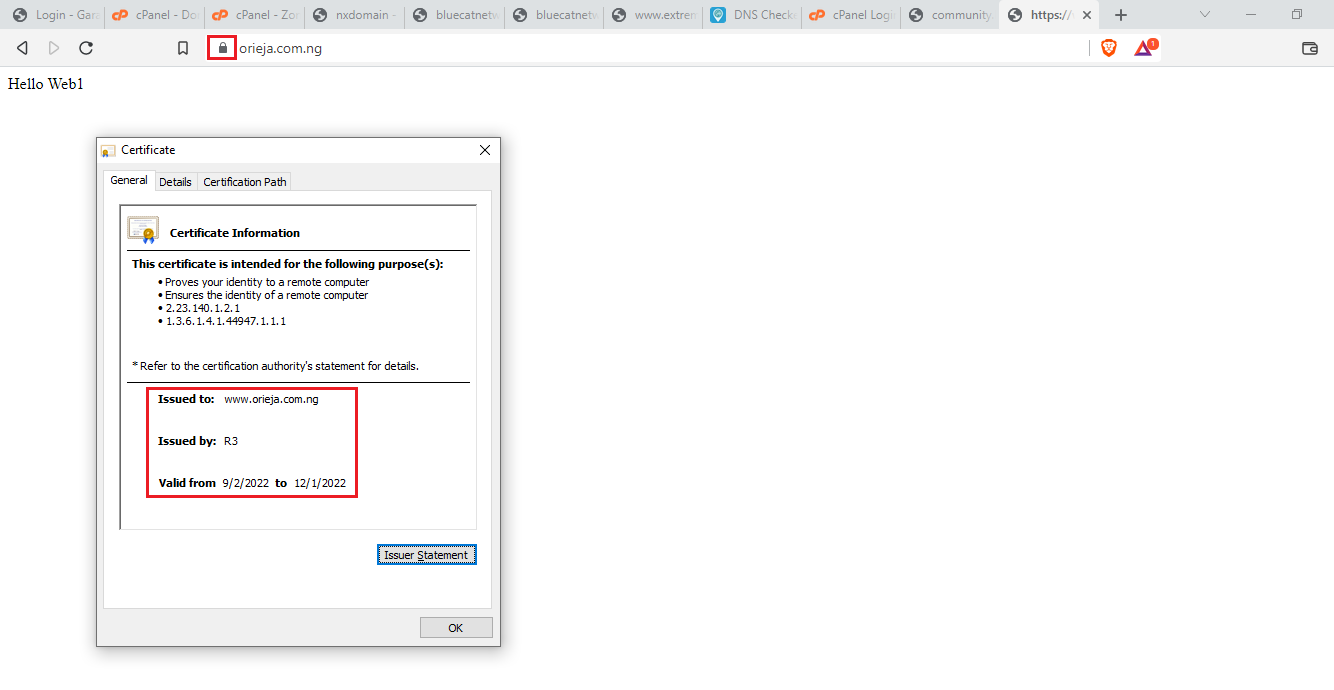 Login - Gara
cPanel - Dor
cPanel - Zor
nxdomain -
bluecatnetw
bluecatnetw
www.extrem
DNS Check
cPanel Logi
community.
https://
orieja.com.ng
1
Hello Web1
Certificate
General Details Certification Path
Certificate Information
This certificate is intended for the following purpose(s):
• Proves your identity to a remote computer
• Ensures the identity of a remote computer
• 2.23.140.1.2.1
• 1.3.6.1.4.1.44947.1.1.1
* Refer to the certification authority's statement for details.
Issued to: www.orieja.com.ng
Issued by: R3
Valid from 9/2/2022 to 12/1/2022
Issuer Statement
OK